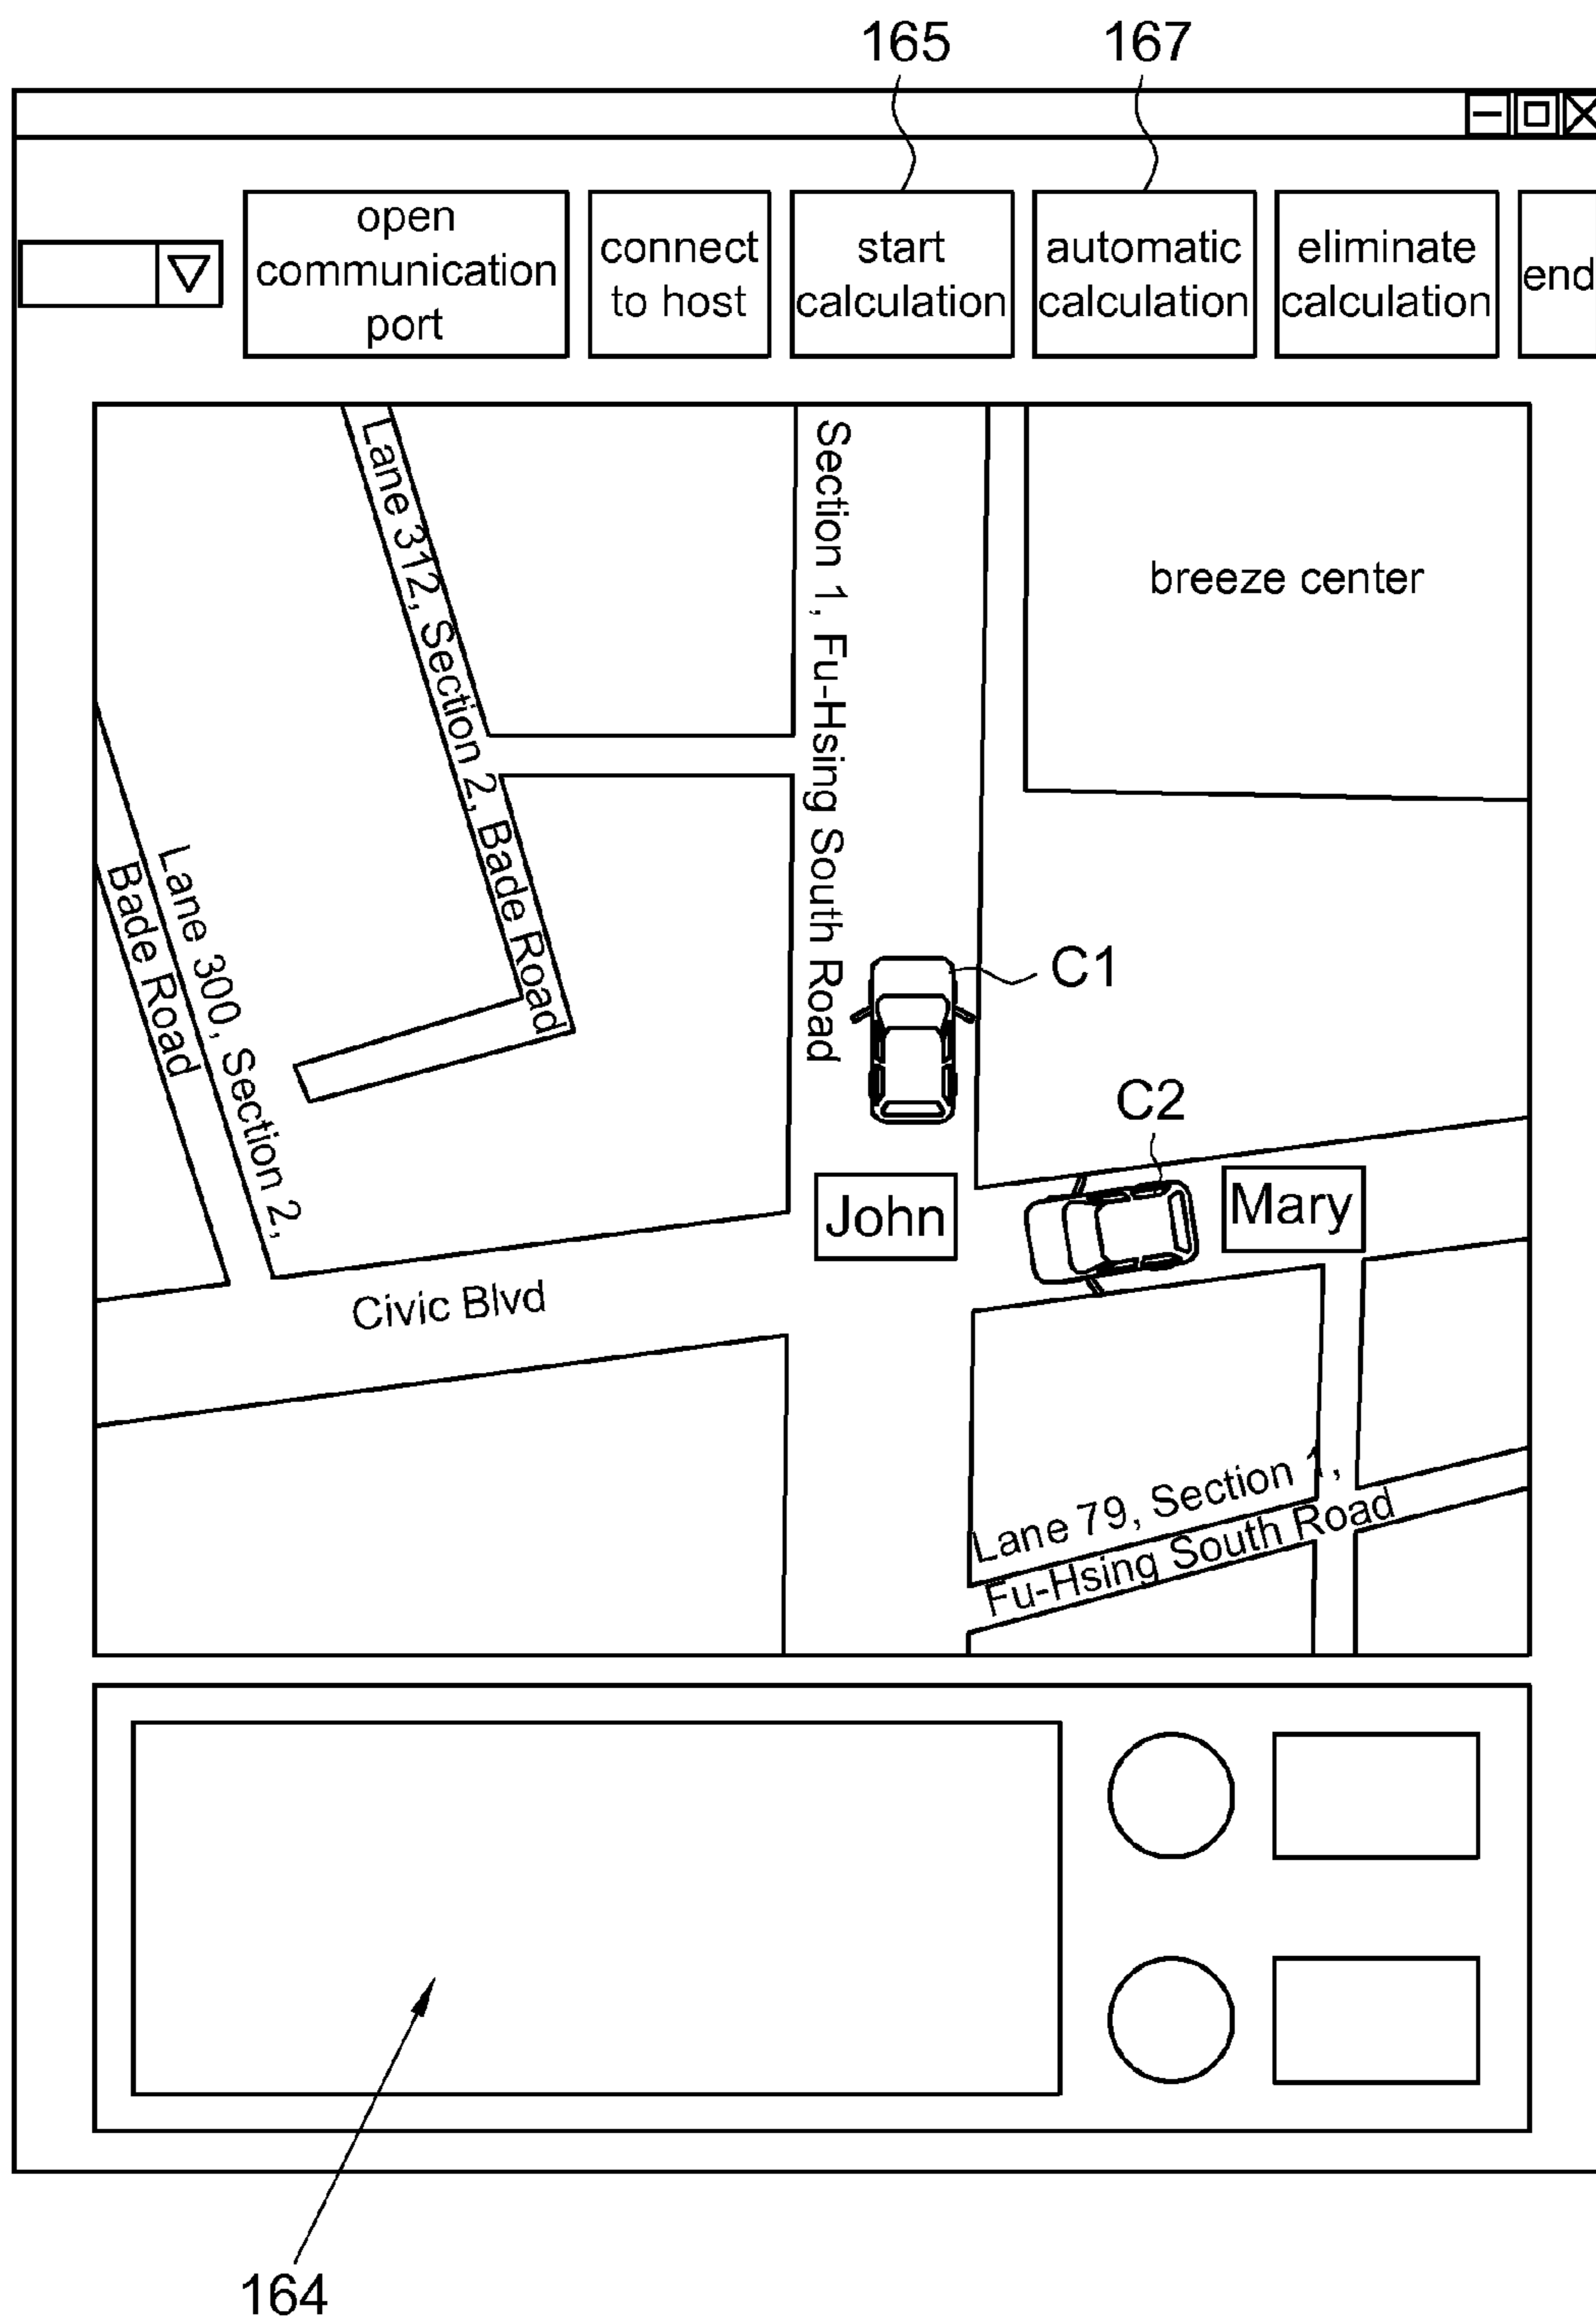 165
167
open
communication
port
connect
to host
start
calculation
automatic
calculation
eliminate
calculation
end
Lane 312, Section 2, Bade Road
Section 1, Fu-Hsing South Road
breeze center
Lane 300, Section 2,
Bade Road
C1
C2
John
Mary
Civic Blvd
Lane 79, Section 1,
Fu-Hsing South Road
164